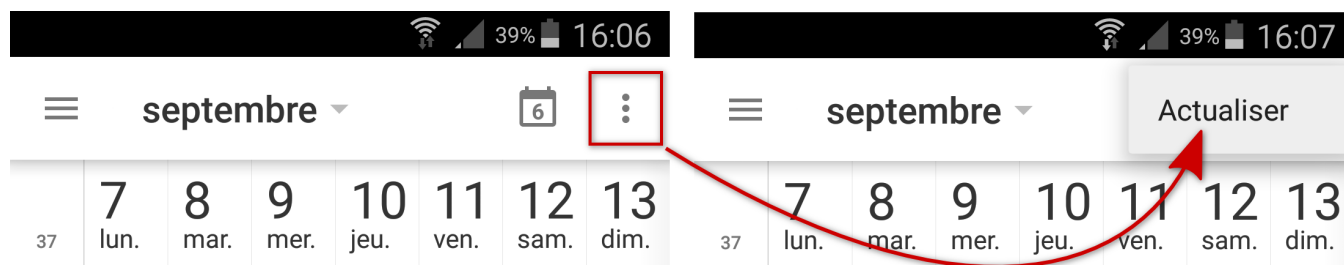 39% 16:06
septembre 6
7 8 9 10 11 12 13
37 lun. mar. mer. jeu. ven. sam. dim.
39% 16:07
septembre Actualiser
7 8 9 10 11 12 13
37 lun. mar. mer. jeu. ven. sam. dim.